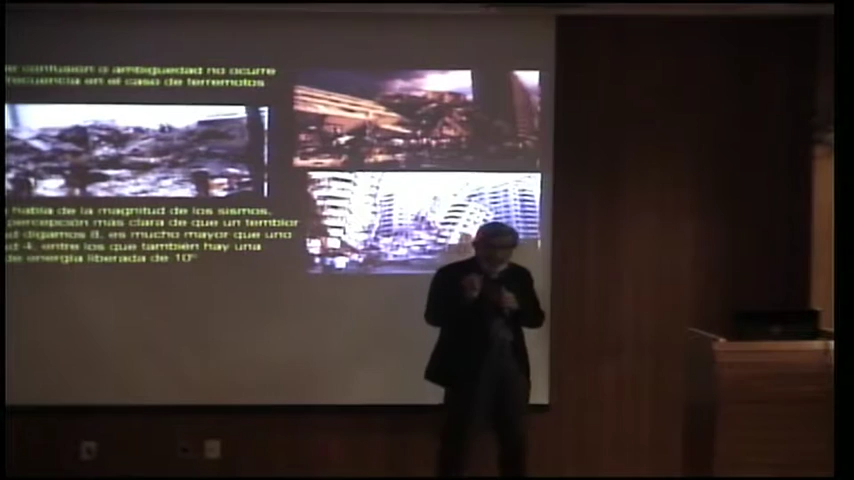 confusión o ambigüedad no ocurre
en el caso de terremotos
habla de la magnitud de los sismos,
percepción más clara de que un temblor
digamos 8, es mucho mayor que uno
4, entre los que también hay una
de energía liberada de 10⁶